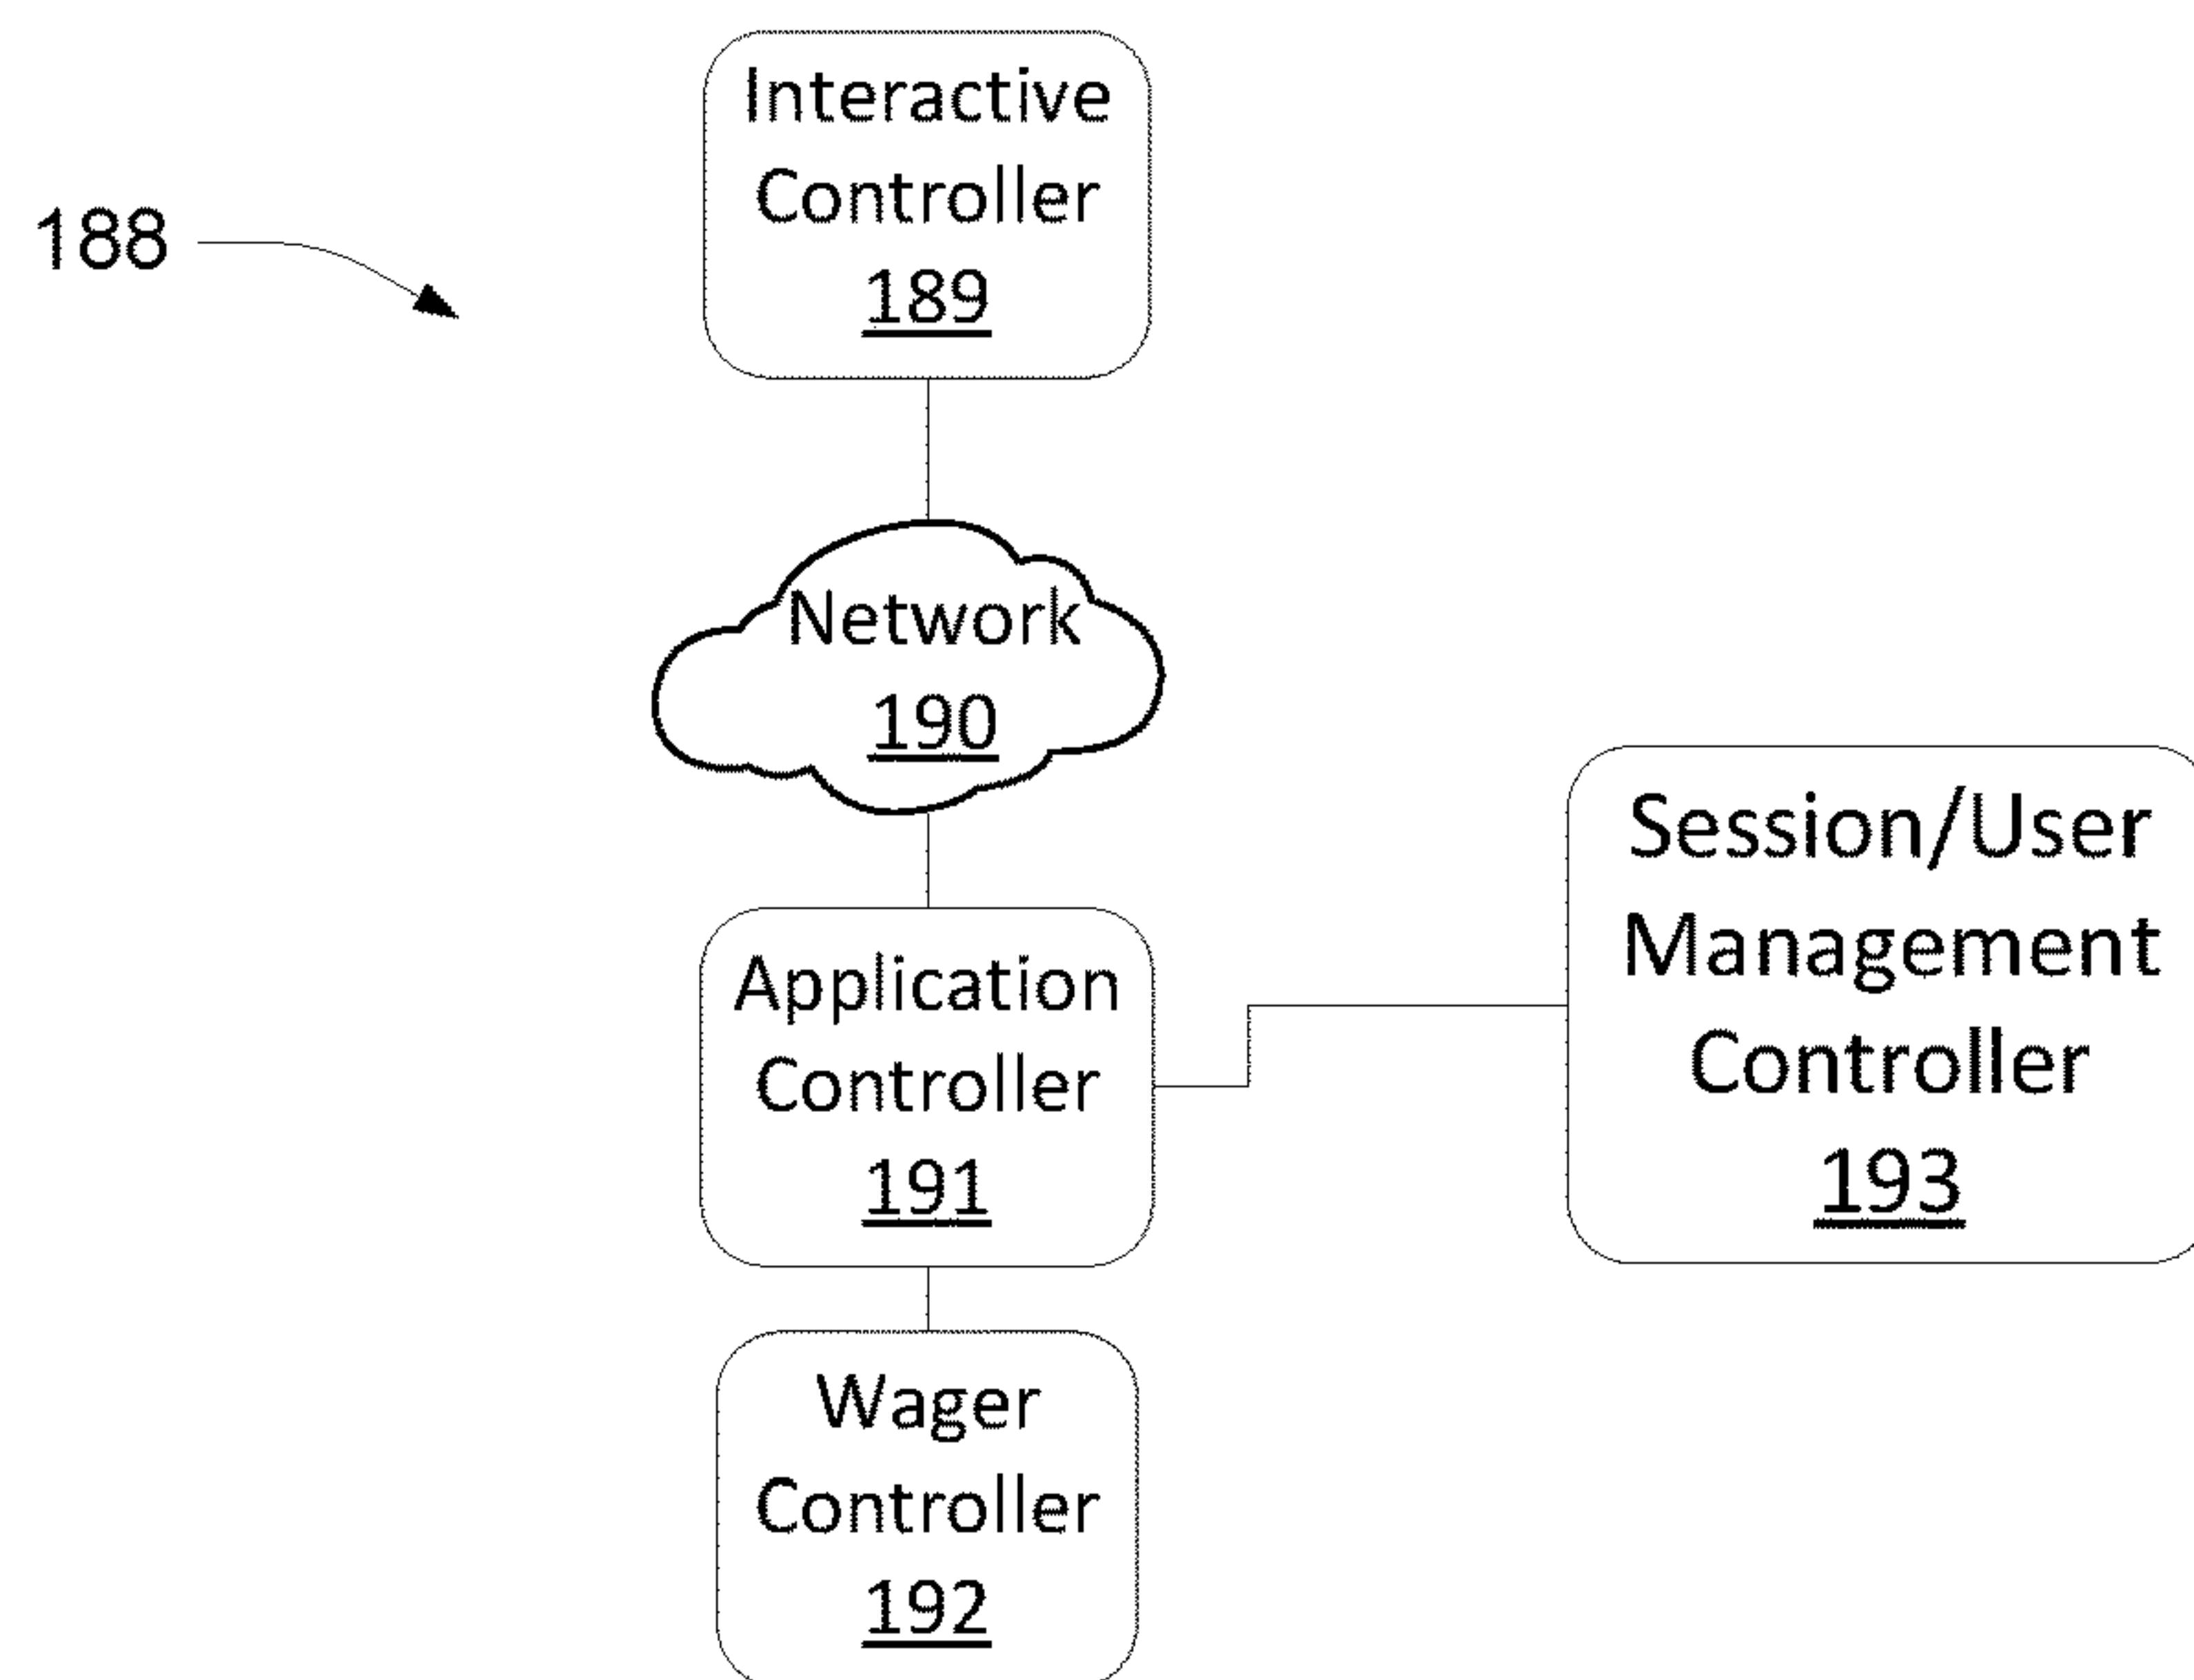 188
Interactive
Controller
189
Network
190
Application
Controller
191
Session/User
Management
Controller
193
Wager
Controller
192